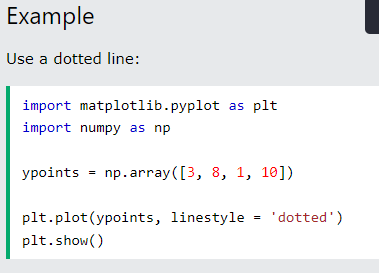 Example
Use a dotted line:
import matplotlib.pyplot as plt
import numpy as np
ypoints = np.array([3, 8, 1, 10])
plt.plot(ypoints, linestyle = 'dotted')
plt.show()